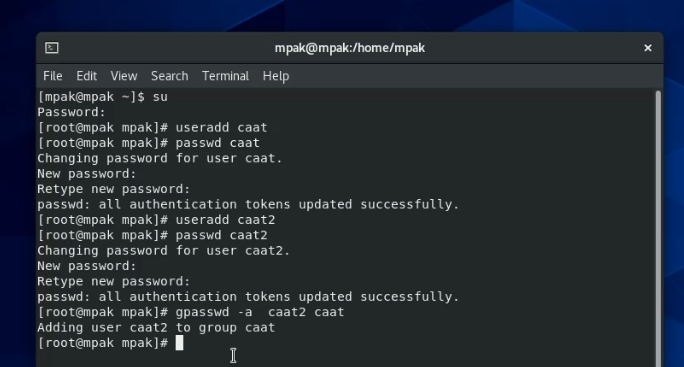 mpak@mpak:/home/mpak
×
File Edit View Search Terminal Help
[mpak@mpak ~]$ su
Password:
[root@mpak mpak]# useradd caat
[root@mpak mpak]# passwd caat
Changing password for user caat.
New password:
Retype new password:
passwd: all authentication tokens updated successfully.
[root@mpak mpak]# useradd caat2
[root@mpak mpak]# passwd caat2
Changing password for user caat2.
New password:
Retype new password:
passwd: all authentication tokens updated successfully.
[root@mpak mpak]# gpasswd -a  caat2 caat
Adding user caat2 to group caat
[root@mpak mpak]#